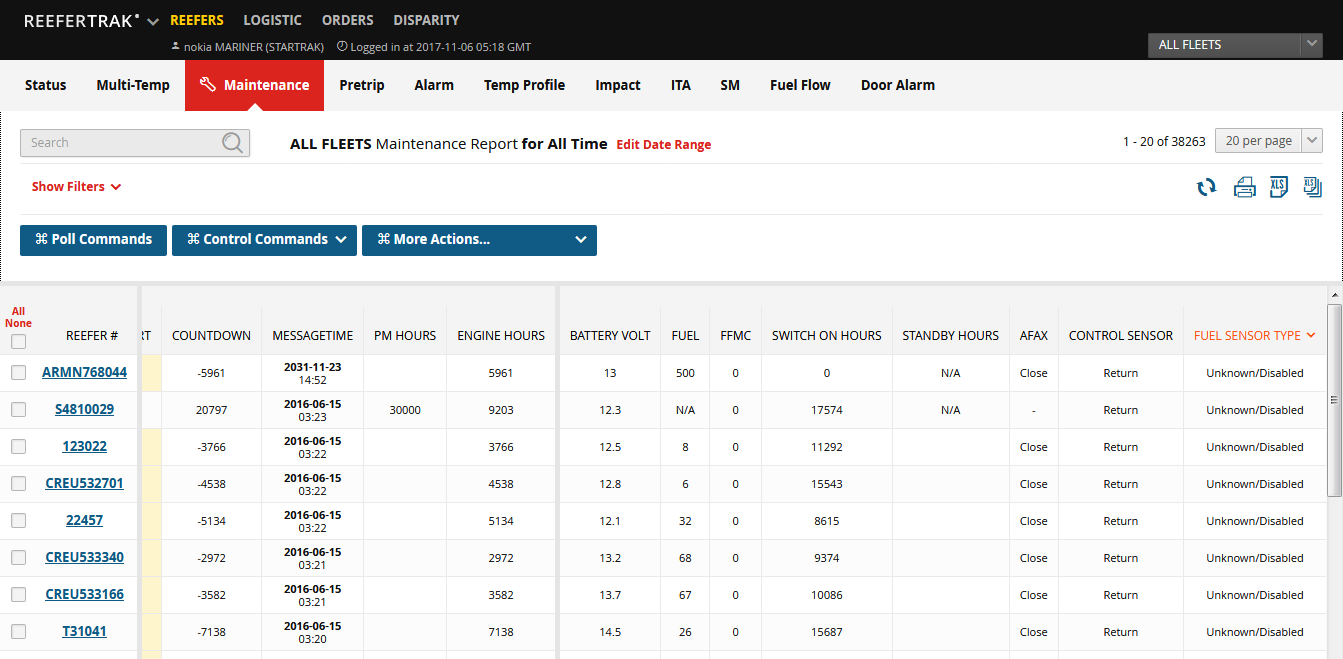 REEFERTRAK REEFERS LOGISTIC ORDERS DISPARITY
nokia MARINER (STARTRAK) Logged in at 2017-11-06 05:18 GMT
ALL FLEETS
Status Multi-Temp Maintenance Pretrip Alarm Temp Profile Impact ITA SM Fuel Flow Door Alarm
Search ALL FLEETS Maintenance Report for All Time Edit Date Range 1 - 20 of 38263 20 per page
Show Filters XLS XLS
⌘ Poll Commands ⌘ Control Commands ⌘ More Actions...
All
None
REEFER # RT COUNTDOWN MESSAGETIME PM HOURS ENGINE HOURS BATTERY VOLT FUEL FFMC SWITCH ON HOURS STANDBY HOURS AFAX CONTROL SENSOR FUEL SENSOR TYPE
ARMN768044 -5961 2031-11-23 14:52 5961 13 500 0 0 N/A Close Return Unknown/Disabled
S4810029 20797 2016-06-15 03:23 30000 9203 12.3 N/A 0 17574 N/A - Return Unknown/Disabled
123022 -3766 2016-06-15 03:22 3766 12.5 8 0 11292 Close Return Unknown/Disabled
CREU532701 -4538 2016-06-15 03:22 4538 12.8 6 0 15543 Close Return Unknown/Disabled
22457 -5134 2016-06-15 03:22 5134 12.1 32 0 8615 Close Return Unknown/Disabled
CREU533340 -2972 2016-06-15 03:21 2972 13.2 68 0 9374 Close Return Unknown/Disabled
CREU533166 -3582 2016-06-15 03:21 3582 13.7 67 0 10086 Close Return Unknown/Disabled
T31041 -7138 2016-06-15 03:20 7138 14.5 26 0 15687 Close Return Unknown/Disabled